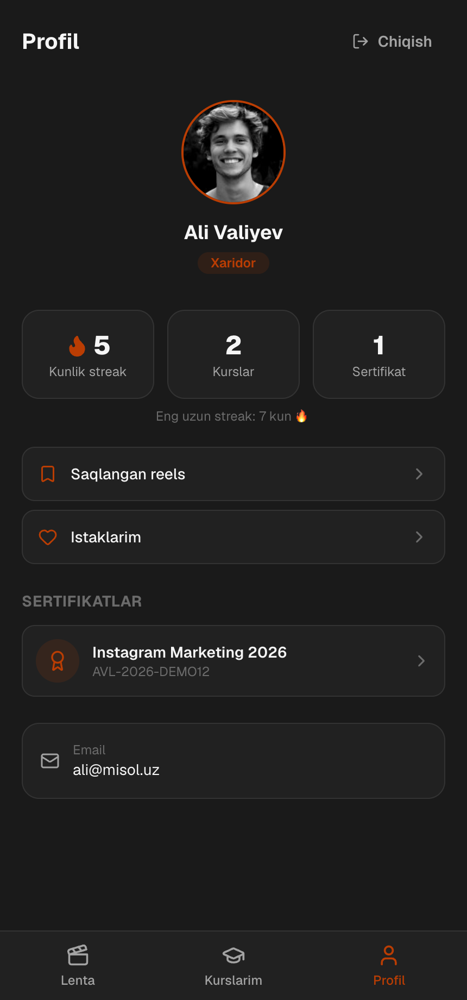 Profil
Chiqish
Ali Valiyev
Xaridor
5
Kunlik streak
2
Kurslar
1
Sertifikat
Eng uzun streak: 7 kun 🔥
Saqlangan reels
Istaklarim
SERTIFIKATLAR
Instagram Marketing 2026
AVL-2026-DEMO12
Email
ali@misol.uz
Lenta
Kurslarim
Profil